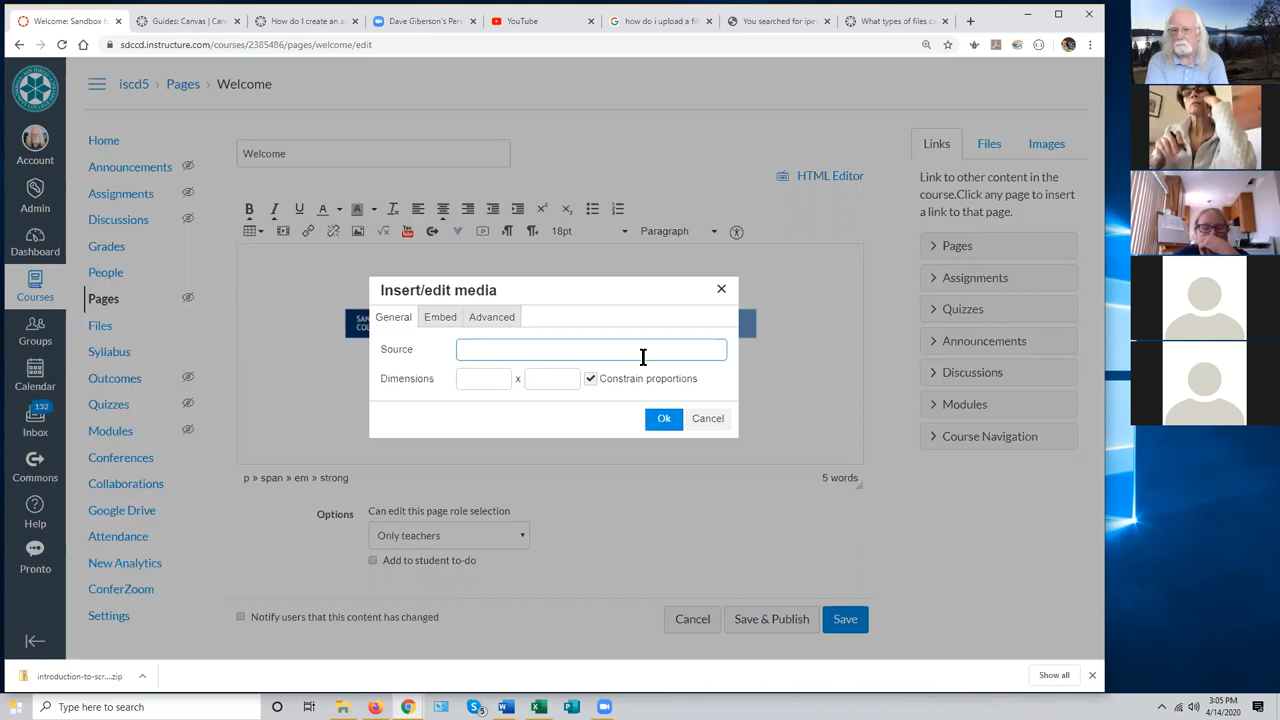 Welcome: Sandbox f
Guides: Canvas | Can
How do I create an a
Dave Giberson's Pers
YouTube
how do i upload a fil
You searched for ipe
What types of files ca
sdccd.instructure.com/courses/2385486/pages/welcome/edit
iscd5 > Pages > Welcome
Account
Admin
Dashboard
Courses
Groups
Calendar
132
Inbox
Commons
Help
Pronto
Home
Announcements
Assignments
Discussions
Grades
People
Pages
Files
Syllabus
Outcomes
Quizzes
Modules
Conferences
Collaborations
Google Drive
Attendance
New Analytics
ConferZoom
Settings
Welcome
HTML Editor
18pt
Paragraph
SAN
COL
Insert/edit media
General
Embed
Advanced
Source
Dimensions
x
Constrain proportions
Ok
Cancel
p » span » em » strong
5 words
Options
Can edit this page role selection
Only teachers
Add to student to-do
Notify users that this content has changed
Cancel
Save & Publish
Save
Links
Files
Images
Link to other content in the
course.Click any page to insert
a link to that page.
Pages
Assignments
Quizzes
Announcements
Discussions
Modules
Course Navigation
introduction-to-scr....zip
Show all
Type here to search
3:05 PM
4/14/2020